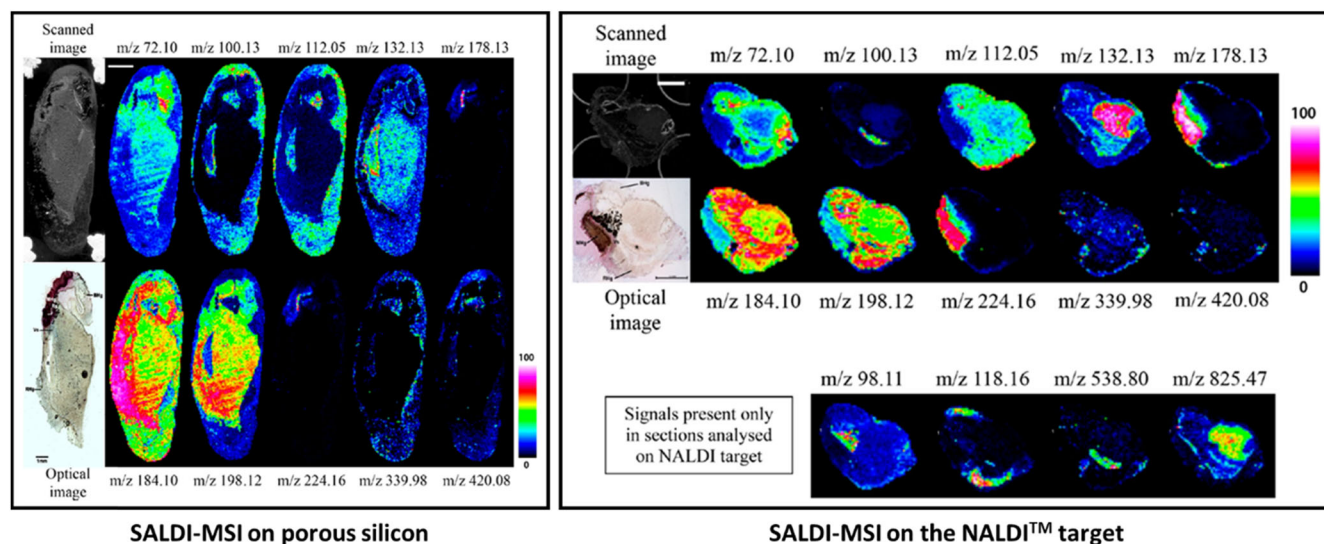 Scanned
image
m/z 72.10 m/z 100.13 m/z 112.05 m/z 132.13 m/z 178.13
100
0
Optical
image
m/z 184.10 m/z 198.12 m/z 224.16 m/z 339.98 m/z 420.08
SALDI-MSI on porous silicon
Scanned
image
m/z 72.10 m/z 100.13 m/z 112.05 m/z 132.13 m/z 178.13
100
0
Optical
image
m/z 184.10 m/z 198.12 m/z 224.16 m/z 339.98 m/z 420.08
m/z 98.11 m/z 118.16 m/z 538.80 m/z 825.47
Signals present only
in sections analysed
on NALDI target
SALDI-MSI on the NALDI™ target